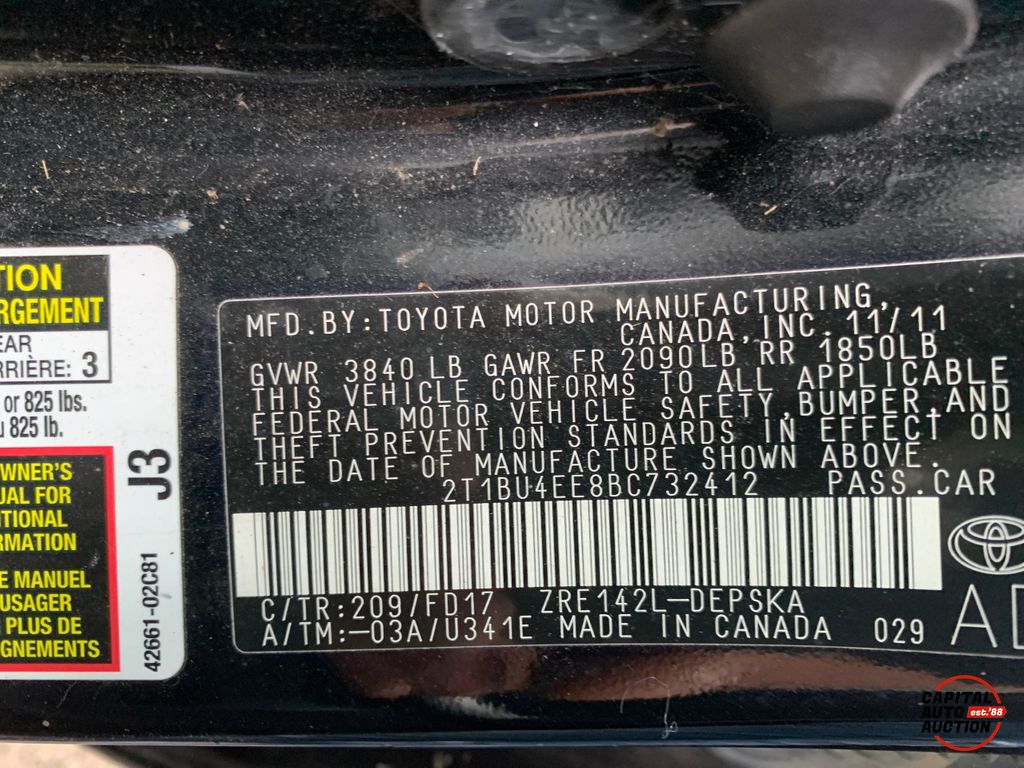 TION
RGEMENT
EAR
RRIÈRE: 3
or 825 lbs.
u 825 lb.
WNER'S
UAL FOR
ITIONAL
RMATION
E MANUEL
USAGER
PLUS DE
IGNEMENTS
J3
42661-02C81
MFD.BY:TOYOTA MOTOR MANUFACTURING,
CANADA,INC. 11/11
GVWR 3840 LB GAWR FR 2090LB RR 1850LB
THIS VEHICLE CONFORMS TO ALL APPLICABLE
FEDERAL MOTOR VEHICLE SAFETY,BUMPER,AND
THEFT PREVENTION STANDARDS IN EFFECT ON
THE DATE OF MANUFACTURE SHOWN ABOVE.
2T1BU4EE8BC732412 PASS.CAR
C/TR:209/FD17 ZRE142L-DEPSKA
A/TM:-03A/U341E MADE IN CANADA 029
A
CAPITAL
AUTO est.'88
AUCTION